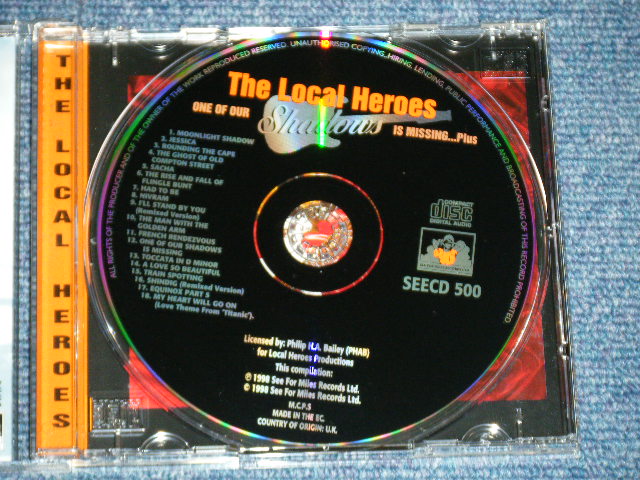 THE LOCAL HEROES
ALL RIGHTS OF THE PRODUCER AND OF THE OWNER OF THE WORK REPRODUCED RESERVED. UNAUTHORISED COPYING, HIRING, LENDING, PUBLIC PERFORMANCE AND BROADCASTING OF THIS RECORD PROHIBITED
The Local Heroes
ONE OF OUR Shadows IS MISSING...Plus
1. MOONLIGHT SHADOW
2. JESSICA
3. ROUNDING THE CAPE
4. THE GHOST OF OLD
COMPTON STREET
5. SACHA
6. THE RISE AND FALL OF
FLINGLE BUNT
7. HAD TO BE
8. NIVRAM
9. I'LL STAND BY YOU
(Remixed Version)
10. THE MAN WITH THE
GOLDEN ARM
11. FRENCH RENDEZVOUS
12. ONE OF OUR SHADOWS
IS MISSING
13. TOCCATA IN D MINOR
14. A LOVE SO BEAUTIFUL
15. TRAIN SPOTTING
16. SHINDIG (Remixed Version)
17. EQUINOX PART 5
18. MY HEART WILL GO ON
(Love Theme From "Titanic").
COMPACT
disc
DIGITAL AUDIO
SEECD 500
Licensed by: Philip H.A. Bailey (PHAB)
for Local Heroes Productions
This compilation:
℗ 1998 See For Miles Records Ltd.
© 1998 See For Miles Records Ltd.
M.C.P.S
MADE IN THE EC.
COUNTRY OF ORIGIN: U.K.